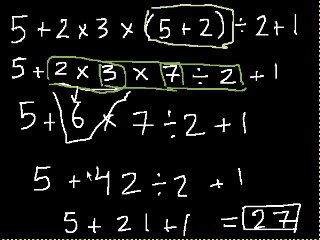 5 + 2 × 3 × (5 + 2) ÷ 2 + 1
5 + 2 × 3 × 7 ÷ 2 + 1
5 + 6 × 7 ÷ 2 + 1
5 + 42 ÷ 2 + 1
5 + 21 + 1 = 27